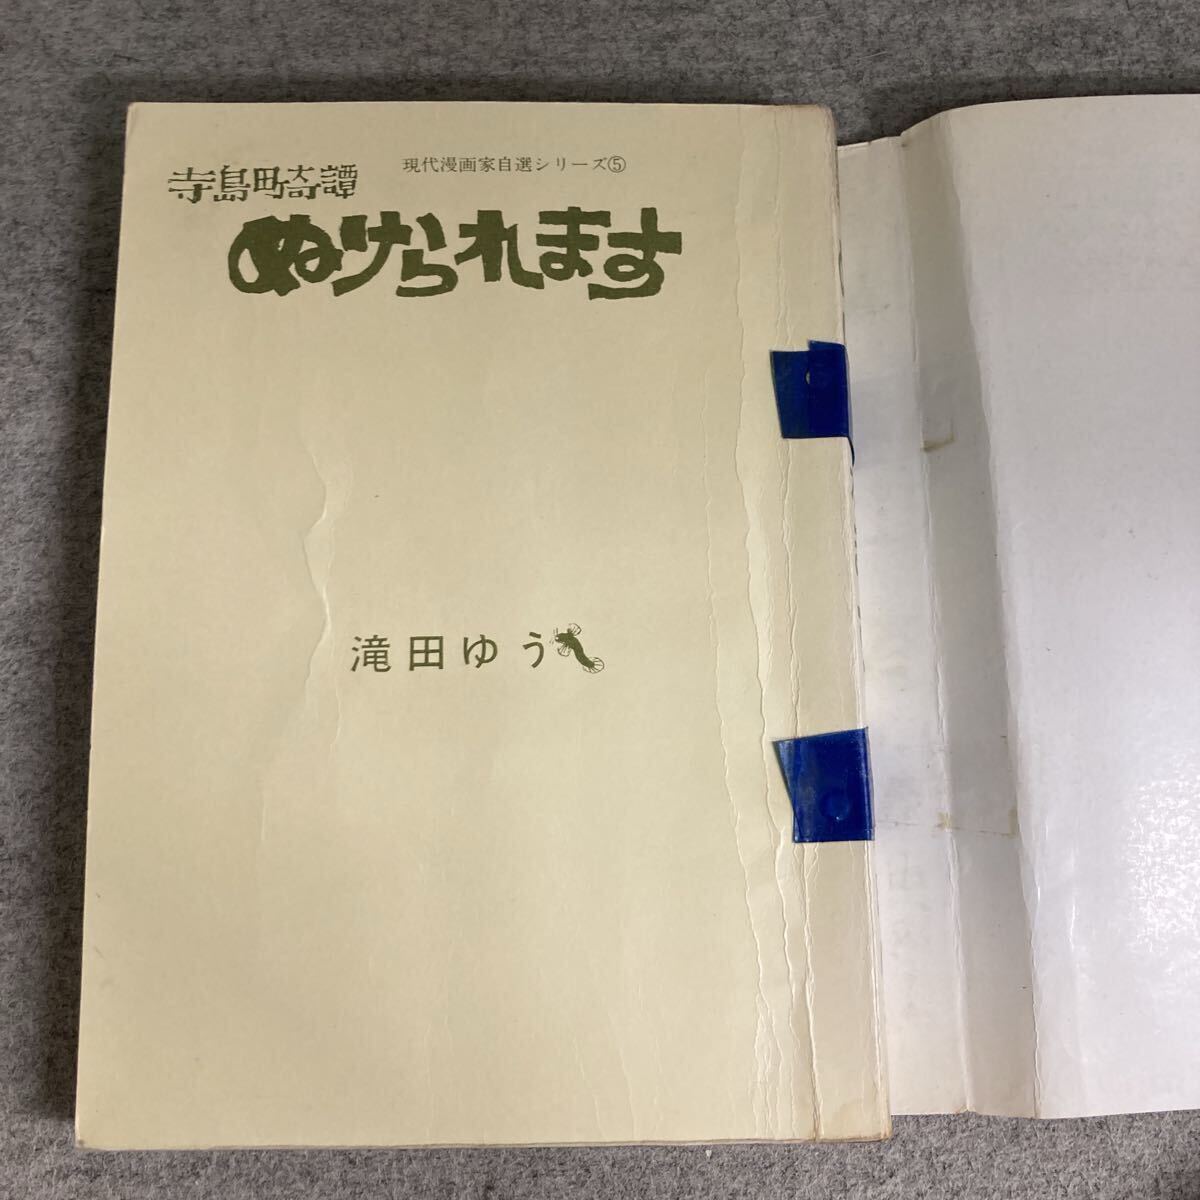 現代漫画家自選シリーズ⑤
寺島町奇譚
ぬけられます
滝田ゆう